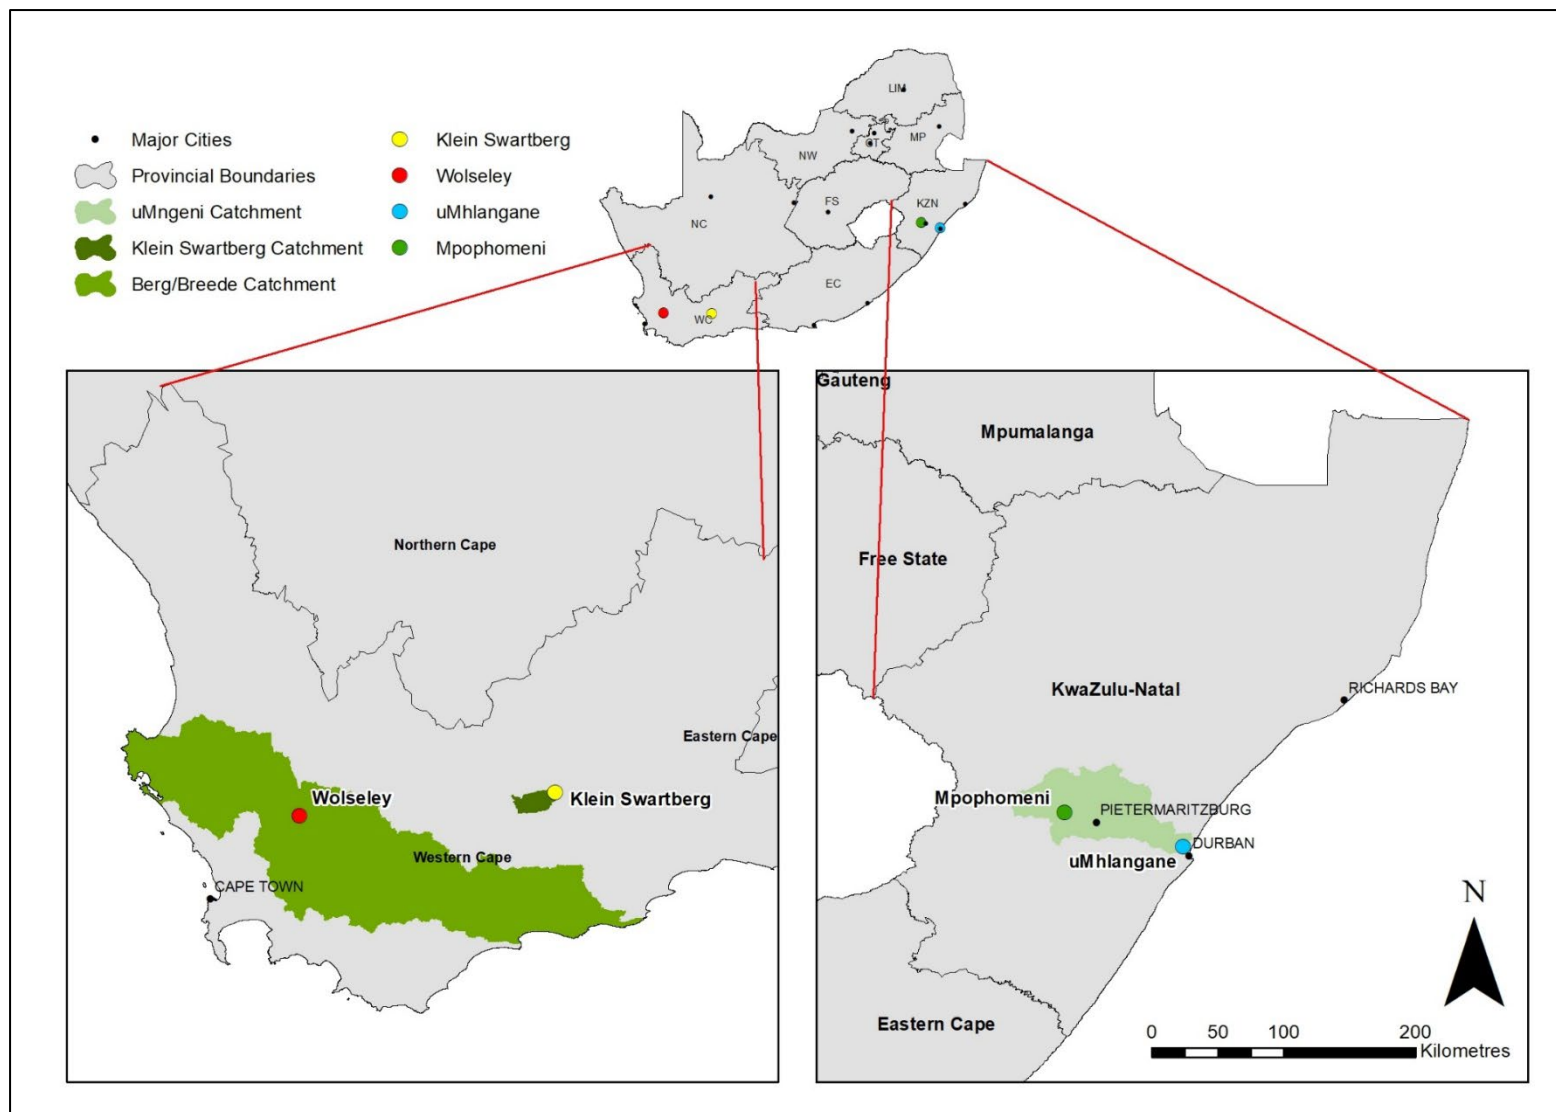 Major Cities
Provincial Boundaries
uMngeni Catchment
Klein Swartberg Catchment
Berg/Breede Catchment
Klein Swartberg
Wolseley
uMhlangane
Mpophomeni
LIM
MP
NW
FS
KZN
NC
EC
WC
Northern Cape
Eastern Cape
Wolseley
Klein Swartberg
Western Cape
CAPE TOWN
Gauteng
Mpumalanga
Free State
KwaZulu-Natal
RICHARDS BAY
Mpophomeni
PIETERMARITZBURG
DURBAN
uMhlangane
Eastern Cape
N
0 50 100 200
Kilometres